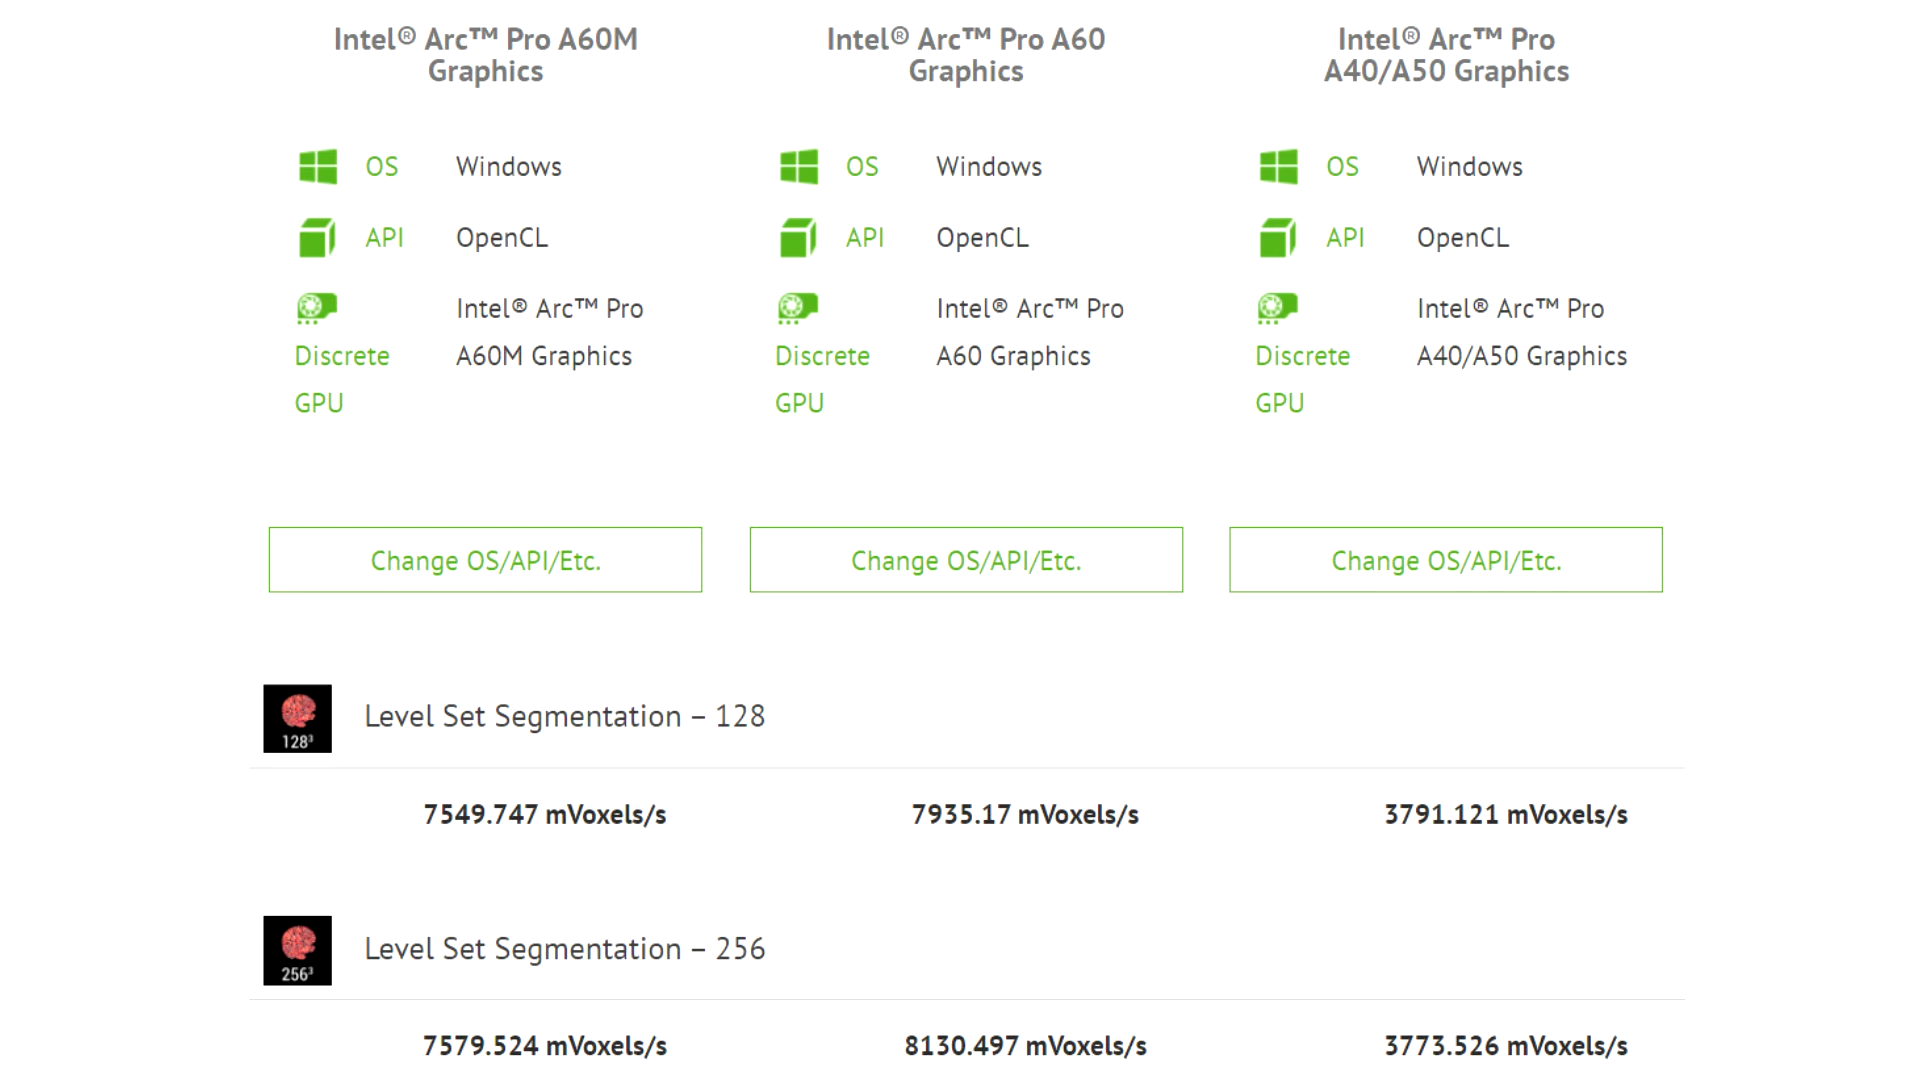 Intel® Arc™ Pro A60M
Graphics
Intel® Arc™ Pro A60
Graphics
Intel® Arc™ Pro
A40/A50 Graphics
OS Windows
API OpenCL
Intel® Arc™ Pro
Discrete A60M Graphics
GPU
OS Windows
API OpenCL
Intel® Arc™ Pro
Discrete A60 Graphics
GPU
OS Windows
API OpenCL
Intel® Arc™ Pro
Discrete A40/A50 Graphics
GPU
Change OS/API/Etc.
Change OS/API/Etc.
Change OS/API/Etc.
128³ Level Set Segmentation – 128
7549.747 mVoxels/s 7935.17 mVoxels/s 3791.121 mVoxels/s
256³ Level Set Segmentation – 256
7579.524 mVoxels/s 8130.497 mVoxels/s 3773.526 mVoxels/s